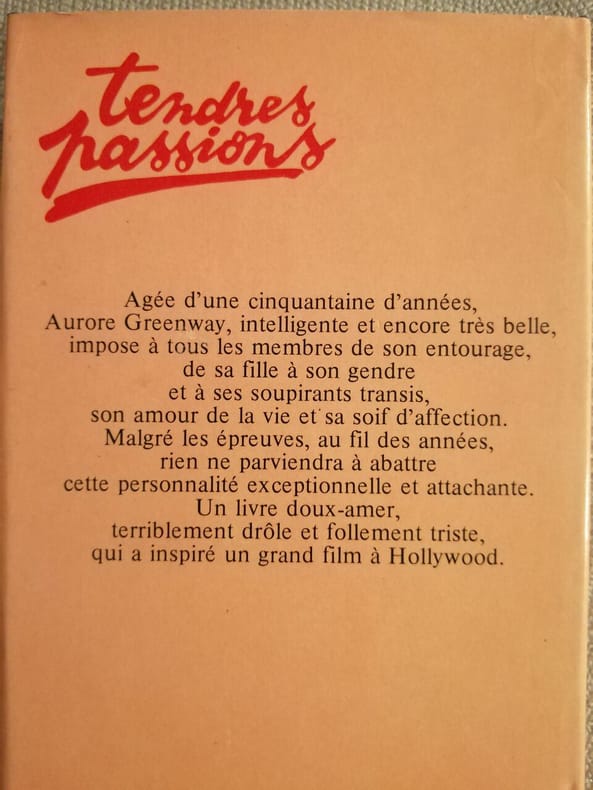 tendres
passions
Agée d'une cinquantaine d'années,
Aurore Greenway, intelligente et encore très belle,
impose à tous les membres de son entourage,
de sa fille à son gendre
et à ses soupirants transis,
son amour de la vie et sa soif d'affection.
Malgré les épreuves, au fil des années,
rien ne parviendra à abattre
cette personnalité exceptionnelle et attachante.
Un livre doux-amer,
terriblement drôle et follement triste,
qui a inspiré un grand film à Hollywood.